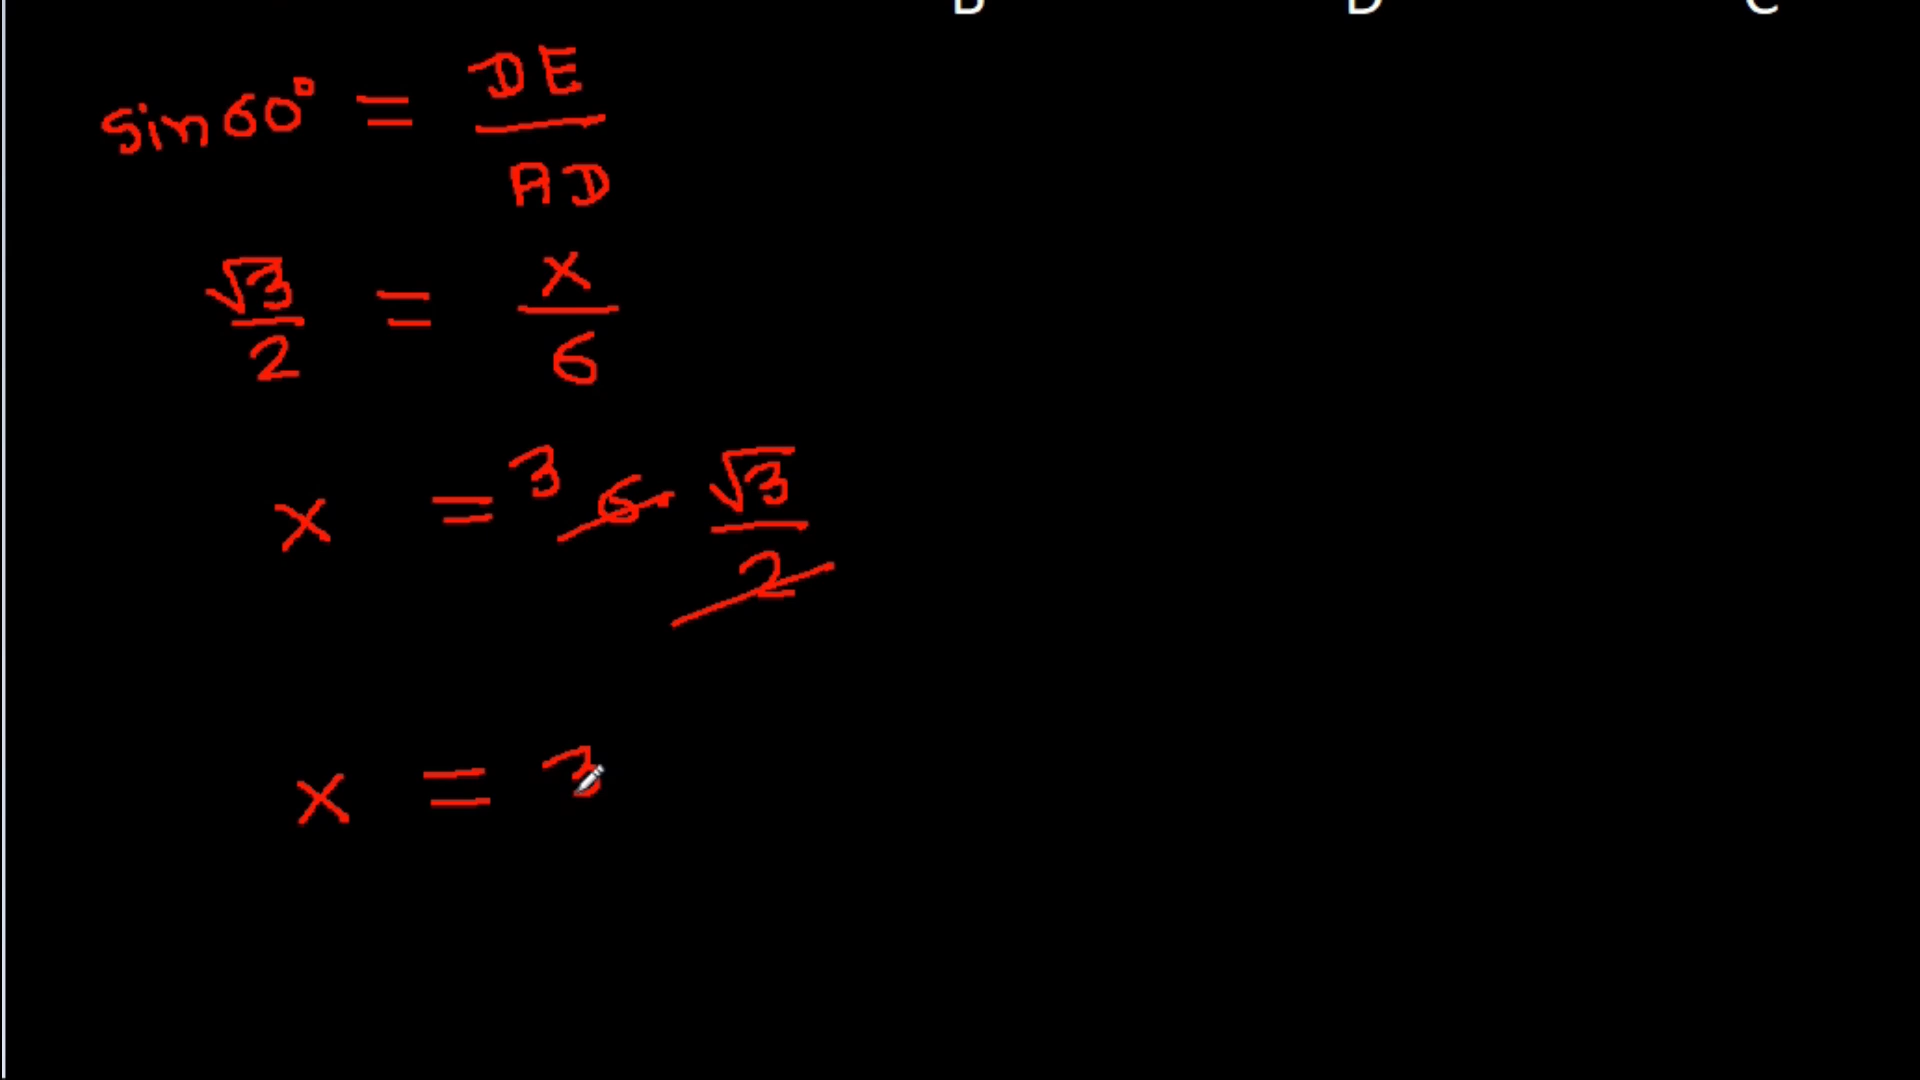 B D C
sin60° = DE/AD
√3/2 = x/6
x = 3 6 √3/2
x = 3